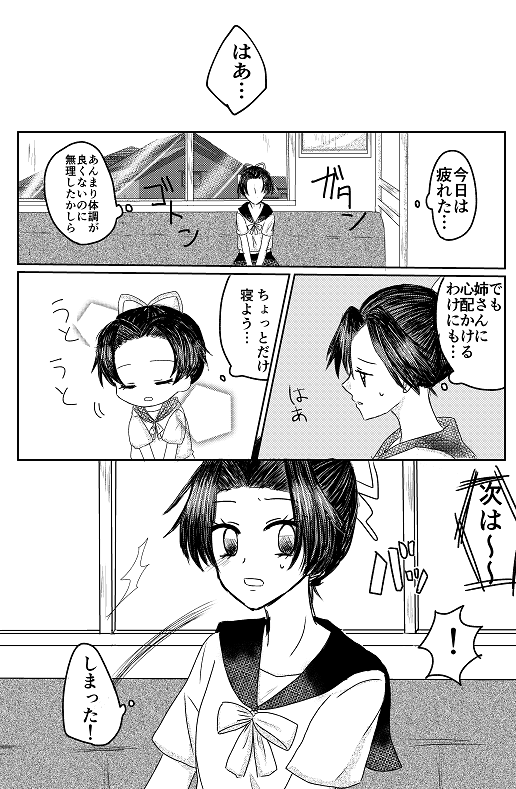 はあ…
今日は
疲れた…
ガタン
ゴトン
あんまり体調が
良くないのに
無理したかしら
でも
姉さんに
心配かける
わけにも…
はぁ
ちょっとだけ
寝よう…
うと
うと
次は～～
！
バッ
しまった！